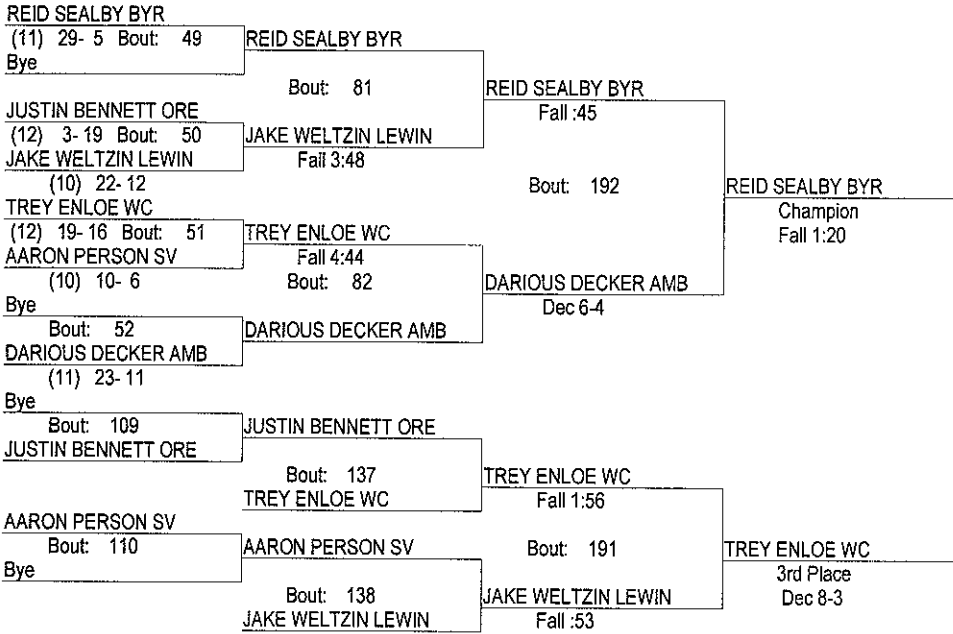 REID SEALBY BYR
(11) 29- 5 Bout: 49
Bye
REID SEALBY BYR
Bout: 81
JUSTIN BENNETT ORE
(12) 3- 19 Bout: 50
JAKE WELTZIN LEWIN
(10) 22- 12
JAKE WELTZIN LEWIN
Fall 3:48
REID SEALBY BYR
Fall :45
TREY ENLOE WC
(12) 19- 16 Bout: 51
AARON PERSON SV
(10) 10- 6
TREY ENLOE WC
Fall 4:44
Bout: 82
Bye
Bout: 52
DARIOUS DECKER AMB
(11) 23- 11
DARIOUS DECKER AMB
DARIOUS DECKER AMB
Dec 6-4
Bout: 192
REID SEALBY BYR
Champion
Fall 1:20
Bye
Bout: 109
JUSTIN BENNETT ORE
JUSTIN BENNETT ORE
Bout: 137
TREY ENLOE WC
TREY ENLOE WC
Fall 1:56
AARON PERSON SV
Bout: 110
Bye
AARON PERSON SV
Bout: 138
JAKE WELTZIN LEWIN
JAKE WELTZIN LEWIN
Fall :53
Bout: 191
TREY ENLOE WC
3rd Place
Dec 8-3